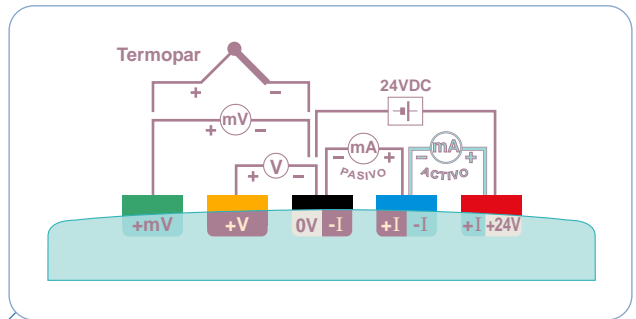 Termopar
24VDC
+ −
mV
+ −
mA
− +
mA
− +
V
+ −
PASIVO
ACTIVO
+mV +V 0V -I +I -I +I +24V